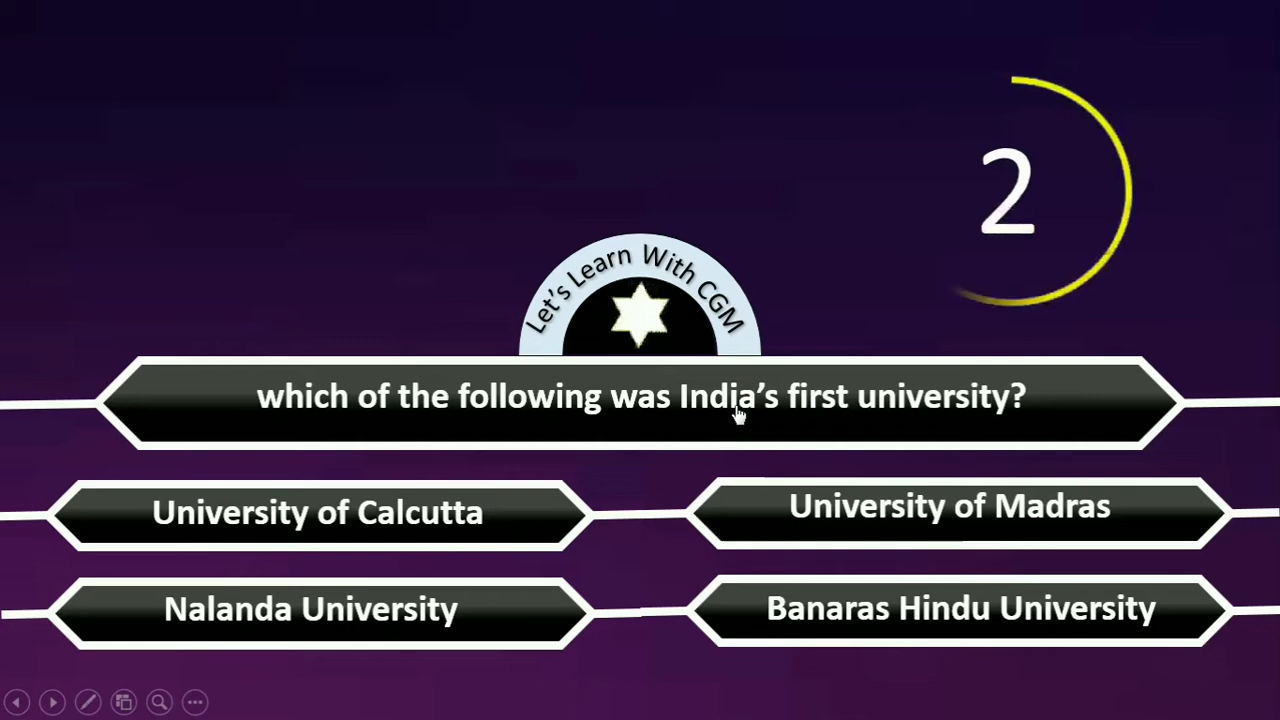 2
Let's Learn With CGM
which of the following was India’s first university?
University of Calcutta
University of Madras
Nalanda University
Banaras Hindu University